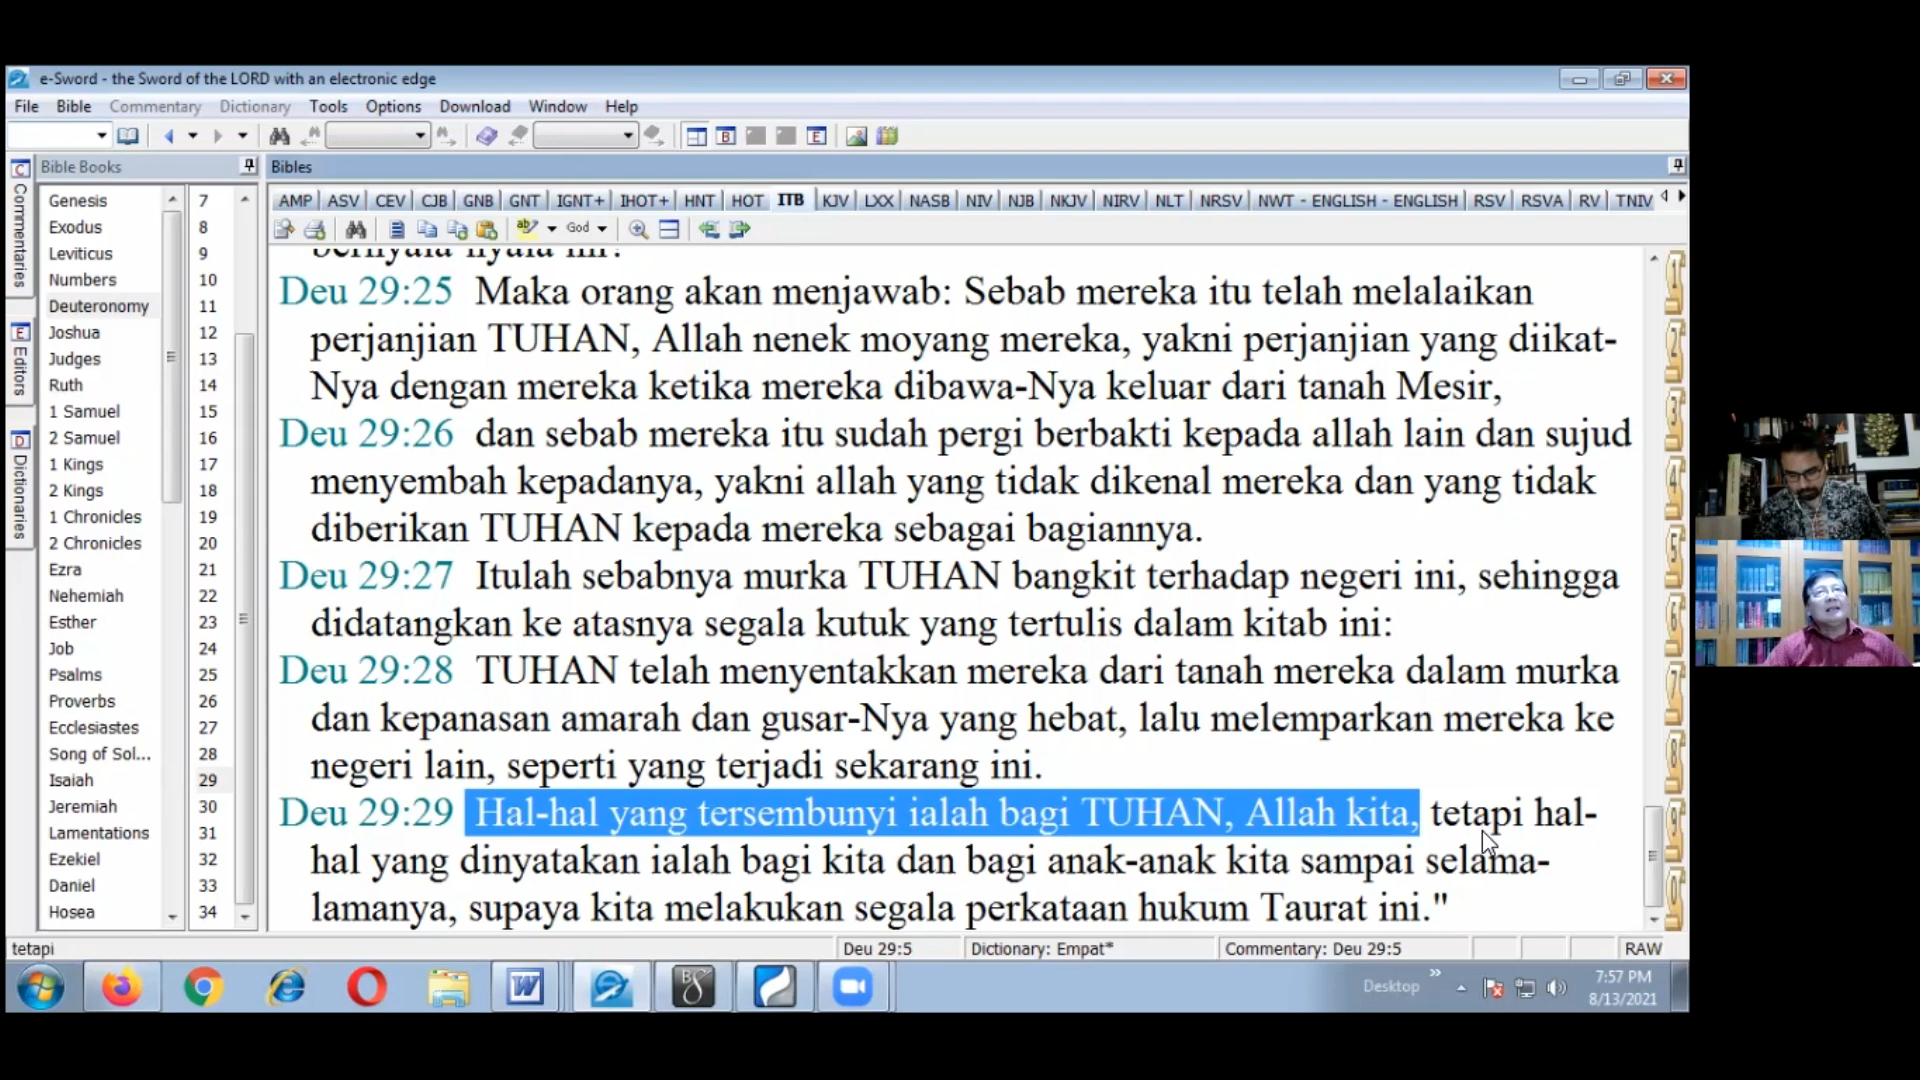 e-Sword - the Sword of the LORD with an electronic edge
File Bible Commentary Dictionary Tools Options Download Window Help
Bible Books
Bibles
Commentaries
Editors
Dictionaries
AMP ASV CEV CJB GNB GNT IGNT+ IHOT+ HNT HOT ITB KJV LXX NASB NIV NJB NKJV NIRV NLT NRSV NWT - ENGLISH - ENGLISH RSV RSVA RV TNIV
God
Genesis 7
Exodus 8
Leviticus 9
Numbers 10
Deuteronomy 11
Joshua 12
Judges 13
Ruth 14
1 Samuel 15
2 Samuel 16
1 Kings 17
2 Kings 18
1 Chronicles 19
2 Chronicles 20
Ezra 21
Nehemiah 22
Esther 23
Job 24
Psalms 25
Proverbs 26
Ecclesiastes 27
Song of Sol... 28
Isaiah 29
Jeremiah 30
Lamentations 31
Ezekiel 32
Daniel 33
Hosea 34
Deu 29:25 Maka orang akan menjawab: Sebab mereka itu telah melalaikan
perjanjian TUHAN, Allah nenek moyang mereka, yakni perjanjian yang diikat-
Nya dengan mereka ketika mereka dibawa-Nya keluar dari tanah Mesir,
Deu 29:26 dan sebab mereka itu sudah pergi berbakti kepada allah lain dan sujud
menyembah kepadanya, yakni allah yang tidak dikenal mereka dan yang tidak
diberikan TUHAN kepada mereka sebagai bagiannya.
Deu 29:27 Itulah sebabnya murka TUHAN bangkit terhadap negeri ini, sehingga
didatangkan ke atasnya segala kutuk yang tertulis dalam kitab ini:
Deu 29:28 TUHAN telah menyentakkan mereka dari tanah mereka dalam murka
dan kepanasan amarah dan gusar-Nya yang hebat, lalu melemparkan mereka ke
negeri lain, seperti yang terjadi sekarang ini.
Deu 29:29 Hal-hal yang tersembunyi ialah bagi TUHAN, Allah kita, tetapi hal-
hal yang dinyatakan ialah bagi kita dan bagi anak-anak kita sampai selama-
lamanya, supaya kita melakukan segala perkataan hukum Taurat ini."
tetapi
Deu 29:5
Dictionary: Empat*
Commentary: Deu 29:5
RAW
Desktop
7:57 PM
8/13/2021